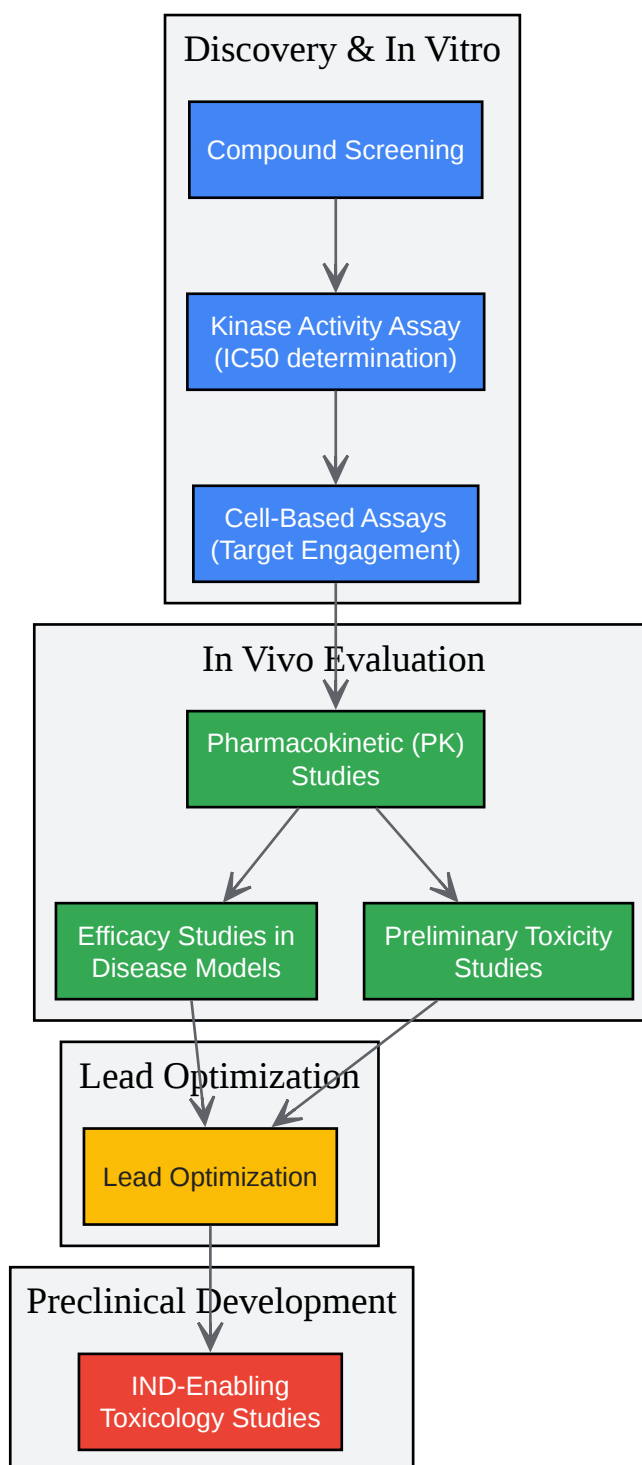 Discovery & In Vitro
Compound Screening
Kinase Activity Assay
(IC50 determination)
Cell-Based Assays
(Target Engagement)
In Vivo Evaluation
Pharmacokinetic (PK)
Studies
Efficacy Studies in
Disease Models
Preliminary Toxicity
Studies
Lead Optimization
Lead Optimization
Preclinical Development
IND-Enabling
Toxicology Studies